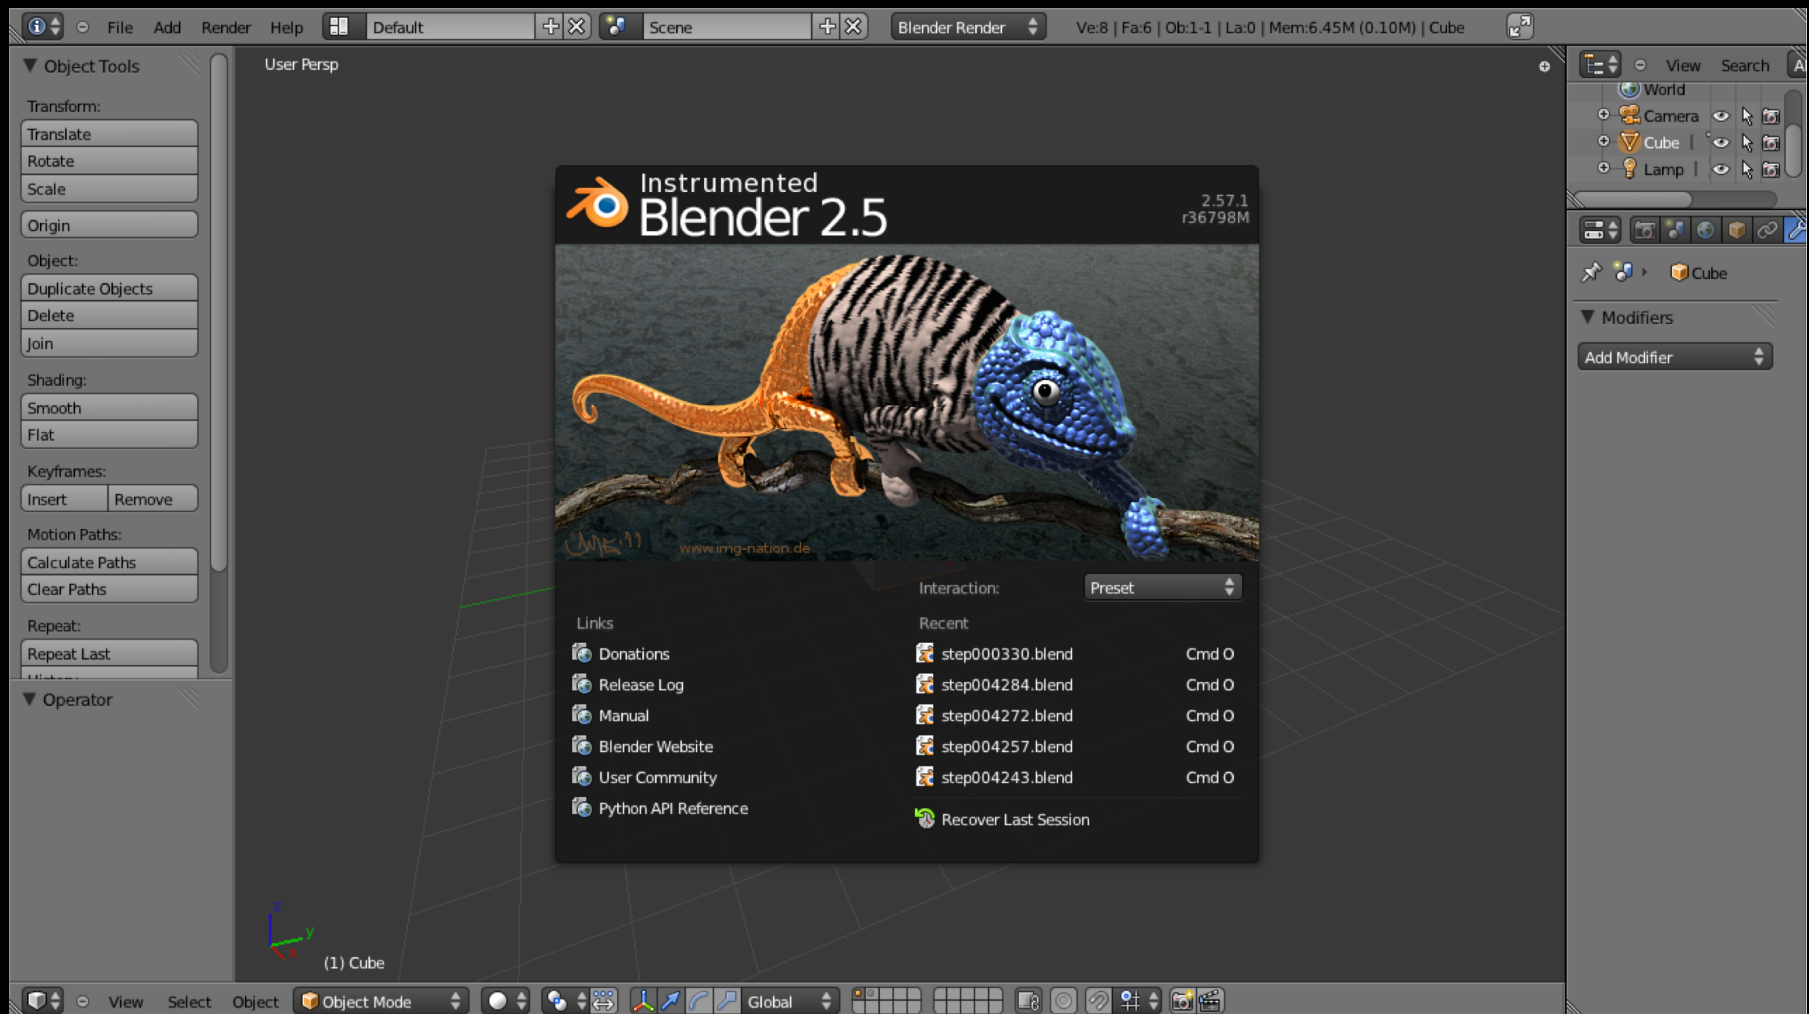 File Add Render Help Default Scene Blender Render Ve:8 | Fa:6 | Ob:1-1 | La:0 | Mem:6.45M (0.10M) | Cube
Object Tools
Transform:
Translate
Rotate
Scale
Origin
Object:
Duplicate Objects
Delete
Join
Shading:
Smooth
Flat
Keyframes:
Insert Remove
Motion Paths:
Calculate Paths
Clear Paths
Repeat:
Repeat Last
Operator
User Persp
Instrumented
Blender 2.5
2.57.1
r36798M
www.img-nation.de
Interaction: Preset
Links
Donations
Release Log
Manual
Blender Website
User Community
Python API Reference
Recent
step000330.blend Cmd O
step004284.blend Cmd O
step004272.blend Cmd O
step004257.blend Cmd O
step004243.blend Cmd O
Recover Last Session
z
y
x
(1) Cube
View Select Object Object Mode Global
View Search
World
Camera
Cube
Lamp
Cube
Modifiers
Add Modifier